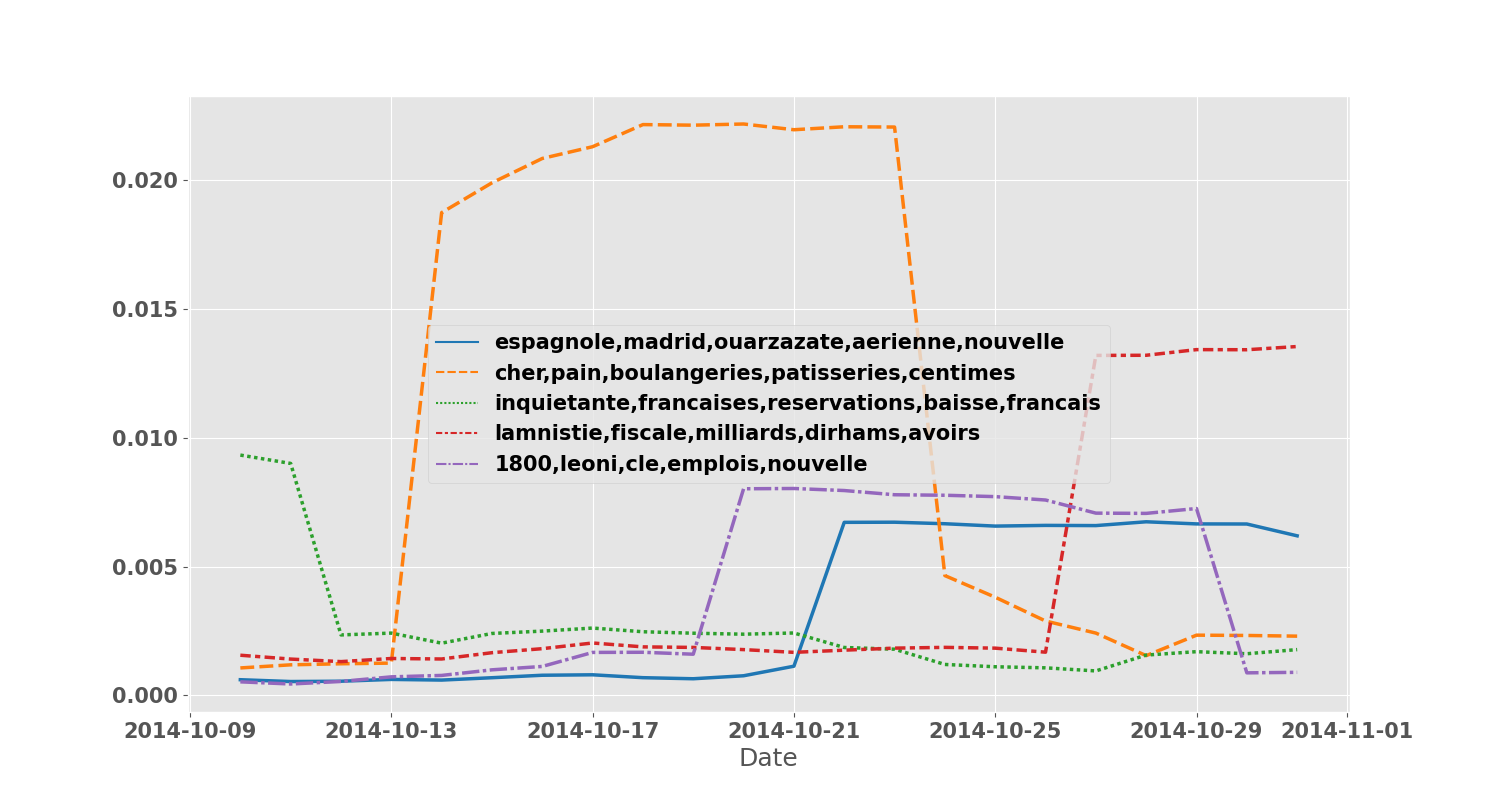 0.020
0.015
0.010
0.005
0.000
espagnole,madrid,ouarzazate,aerienne,nouvelle
cher,pain,boulangeries,patisseries,centimes
inquietante,francaises,reservations,baisse,francais
lamnistie,fiscale,milliards,dirhams,avoirs
1800,leoni,cle,emplois,nouvelle
2014-10-09 2014-10-13 2014-10-17 2014-10-21 2014-10-25 2014-10-29 2014-11-01
Date